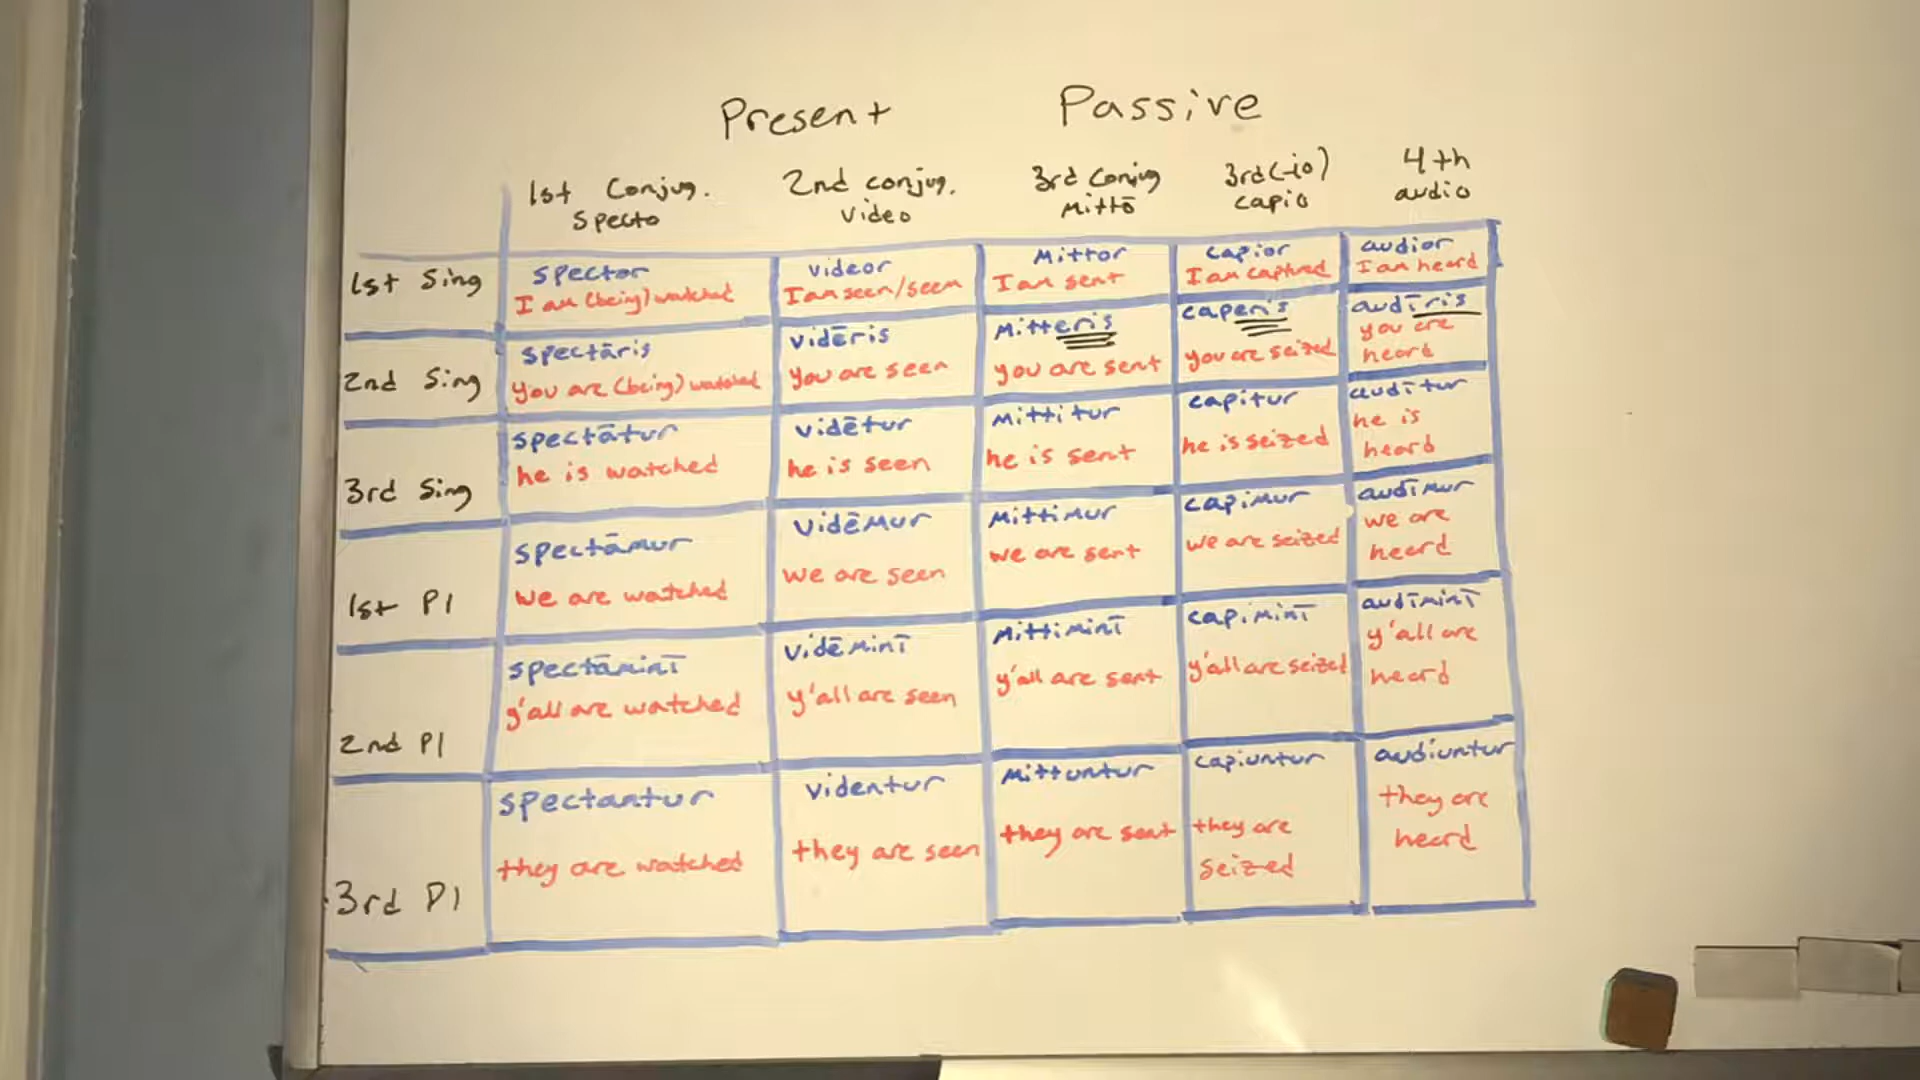 Present Passive
1st Conjug. 2nd conjug. 3rd Conjug 3rd(-io) 4th
Specto video Mittō capio audio
1st Sing
spector videor Mittor capior audior
I am (being) watched I am seen/seem I am sent I am captured I am heard
2nd Sing
spectāris vidēris Mitteris caperis audīris
you are (being) watched you are seen you are sent you are seized you are
heard
3rd Sing
spectātur vidētur Mittitur capitur audītur
he is watched he is seen he is sent he is seized he is
heard
1st Pl
spectāmur vidēmur Mittimur capimur audīmur
we are watched we are seen we are sent we are seized we are
heard
2nd Pl
spectāminī vidēminī Mittiminī capiminī audīminī
y'all are watched y'all are seen y'all are sent y'all are seized y'all are
heard
3rd Pl
spectantur videntur Mittuntur capiuntur audiuntur
they are watched they are seen they are sent they are they are
seized heard